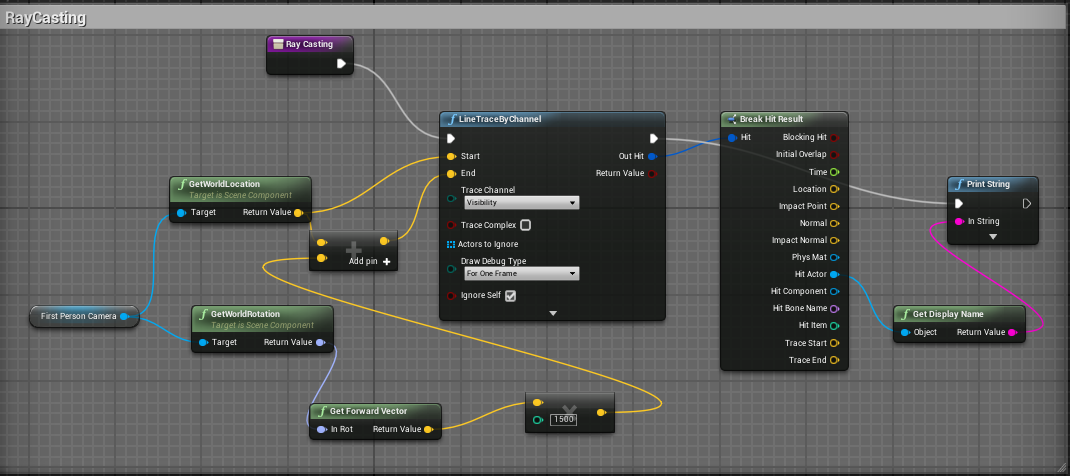 RayCasting
Ray Casting
LineTraceByChannel
Start
End
Trace Channel
Visibility
Trace Complex
Actors to Ignore
Draw Debug Type
For One Frame
Ignore Self
Out Hit
Return Value
Break Hit Result
Hit
Blocking Hit
Initial Overlap
Time
Location
Impact Point
Normal
Impact Normal
Phys Mat
Hit Actor
Hit Component
Hit Bone Name
Hit Item
Trace Start
Trace End
Print String
In String
GetWorldLocation
Target is Scene Component
Target Return Value
Add pin
First Person Camera
GetWorldRotation
Target is Scene Component
Target Return Value
Get Display Name
Object Return Value
Get Forward Vector
In Rot Return Value
1500